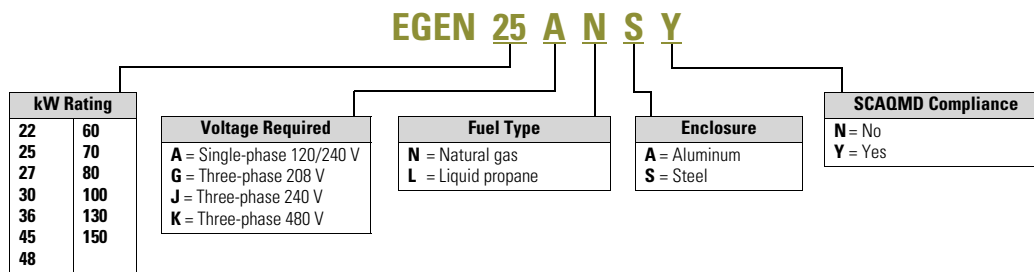 EGEN 25 A N S Y
kW Rating
22 60
25 70
27 80
30 100
36 130
45 150
48
Voltage Required
A = Single-phase 120/240 V
G = Three-phase 208 V
J = Three-phase 240 V
K = Three-phase 480 V
Fuel Type
N = Natural gas
L = Liquid propane
Enclosure
A = Aluminum
S = Steel
SCAQMD Compliance
N = No
Y = Yes